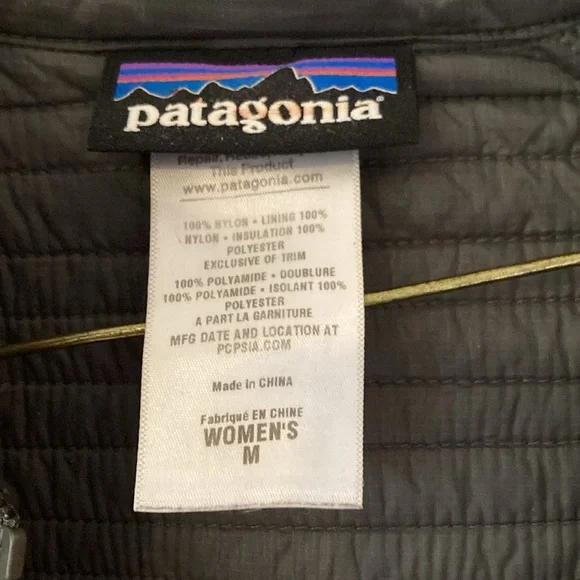 patagonia®
Repair,
This Product
www.patagonia.com
100% NYLON • LINING 100%
NYLON • INSULATION 100%
POLYESTER
EXCLUSIVE OF TRIM
100% POLYAMIDE • DOUBLURE
100% POLYAMIDE • ISOLANT 100%
POLYESTER
A PART LA GARNITURE
MFG DATE AND LOCATION AT
PCPSIA.COM
Made in CHINA
Fabriqué EN CHINE
WOMEN'S
M